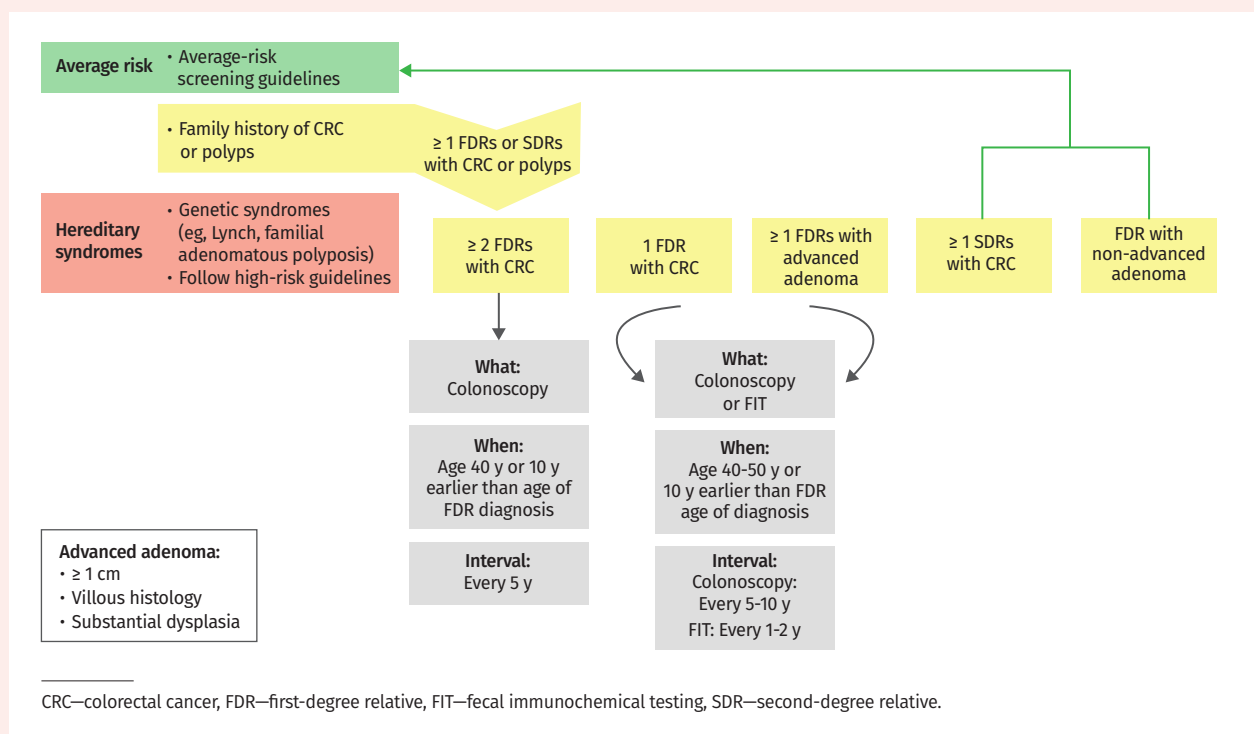 Average risk
• Average-risk
screening guidelines
• Family history of CRC
or polyps
≥ 1 FDRs or SDRs
with CRC or polyps
Hereditary
syndromes
• Genetic syndromes
(eg, Lynch, familial
adenomatous polyposis)
• Follow high-risk guidelines
≥ 2 FDRs
with CRC
1 FDR
with CRC
≥ 1 FDRs with
advanced
adenoma
≥ 1 SDRs
with CRC
FDR with
non-advanced
adenoma
What:
Colonoscopy
When:
Age 40 y or 10 y
earlier than age of
FDR diagnosis
Interval:
Every 5 y
What:
Colonoscopy
or FIT
When:
Age 40-50 y or
10 y earlier than FDR
age of diagnosis
Interval:
Colonoscopy:
Every 5-10 y
FIT: Every 1-2 y
Advanced adenoma:
• ≥ 1 cm
• Villous histology
• Substantial dysplasia
CRC—colorectal cancer, FDR—first-degree relative, FIT—fecal immunochemical testing, SDR—second-degree relative.